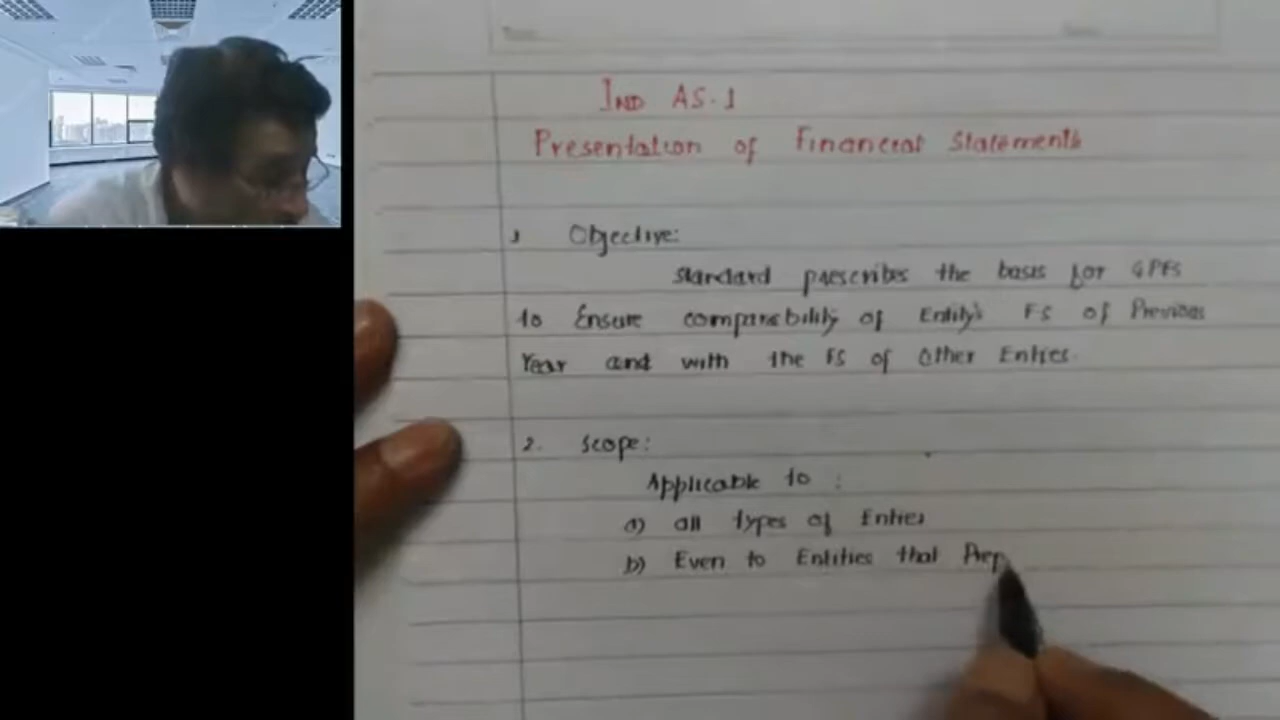 IND AS.1
Presentation of Financial Statements
1 Objective:
Standard prescribes the basis for GPFS
to Ensure comparability of Entity's FS of Previous
Year and with the FS of Other Enties.
2. Scope:
Applicable to :
a) all types of Enties
b) Even to Entities that Prep